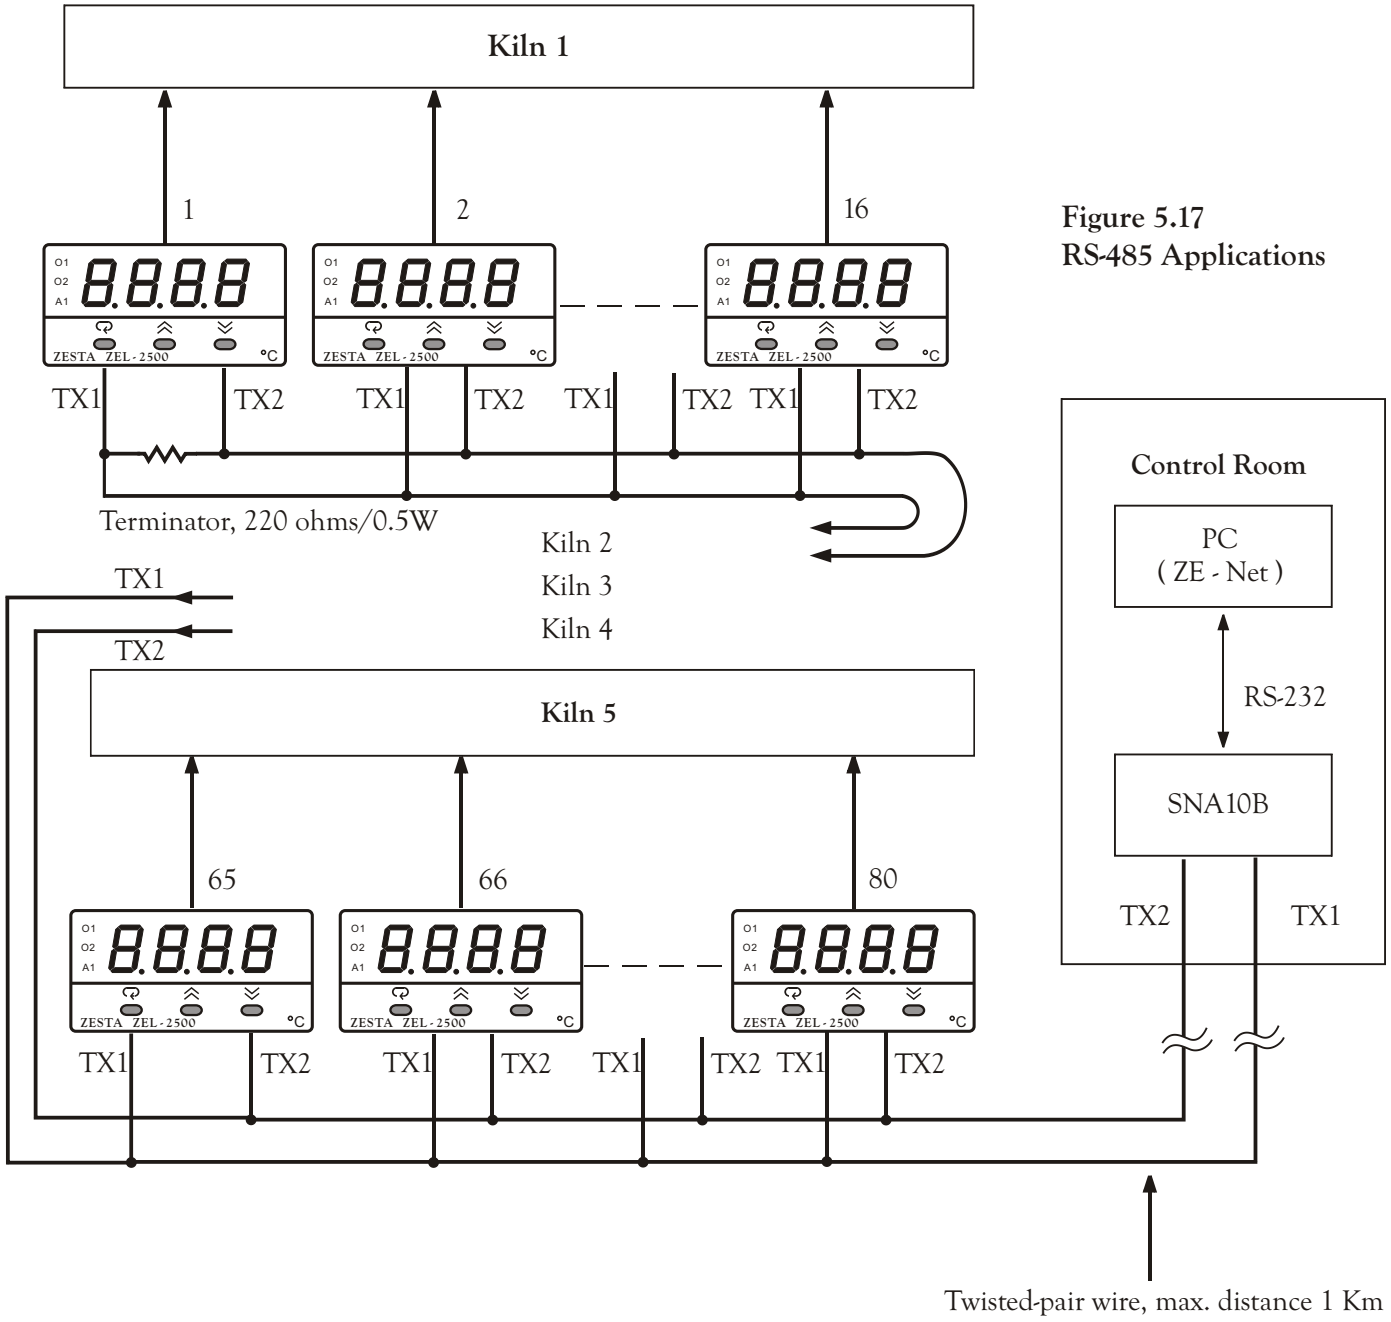 Kiln 1
1
2
16
Figure 5.17
RS-485 Applications
O1
O2
A1
8.8.8.8
ZESTA ZEL-2500
°C
O1
O2
A1
8.8.8.8
ZESTA ZEL-2500
°C
O1
O2
A1
8.8.8.8
ZESTA ZEL-2500
°C
TX1
TX2
TX1
TX2
TX1
TX2
TX1
TX2
Terminator, 220 ohms/0.5W
Kiln 2
Kiln 3
Kiln 4
TX1
TX2
Control Room
PC
( ZE - Net )
RS-232
SNA10B
TX2
TX1
Kiln 5
65
66
80
O1
O2
A1
8.8.8.8
ZESTA ZEL-2500
°C
O1
O2
A1
8.8.8.8
ZESTA ZEL-2500
°C
O1
O2
A1
8.8.8.8
ZESTA ZEL-2500
°C
TX1
TX2
TX1
TX2
TX1
TX2
TX1
TX2
Twisted-pair wire, max. distance 1 Km